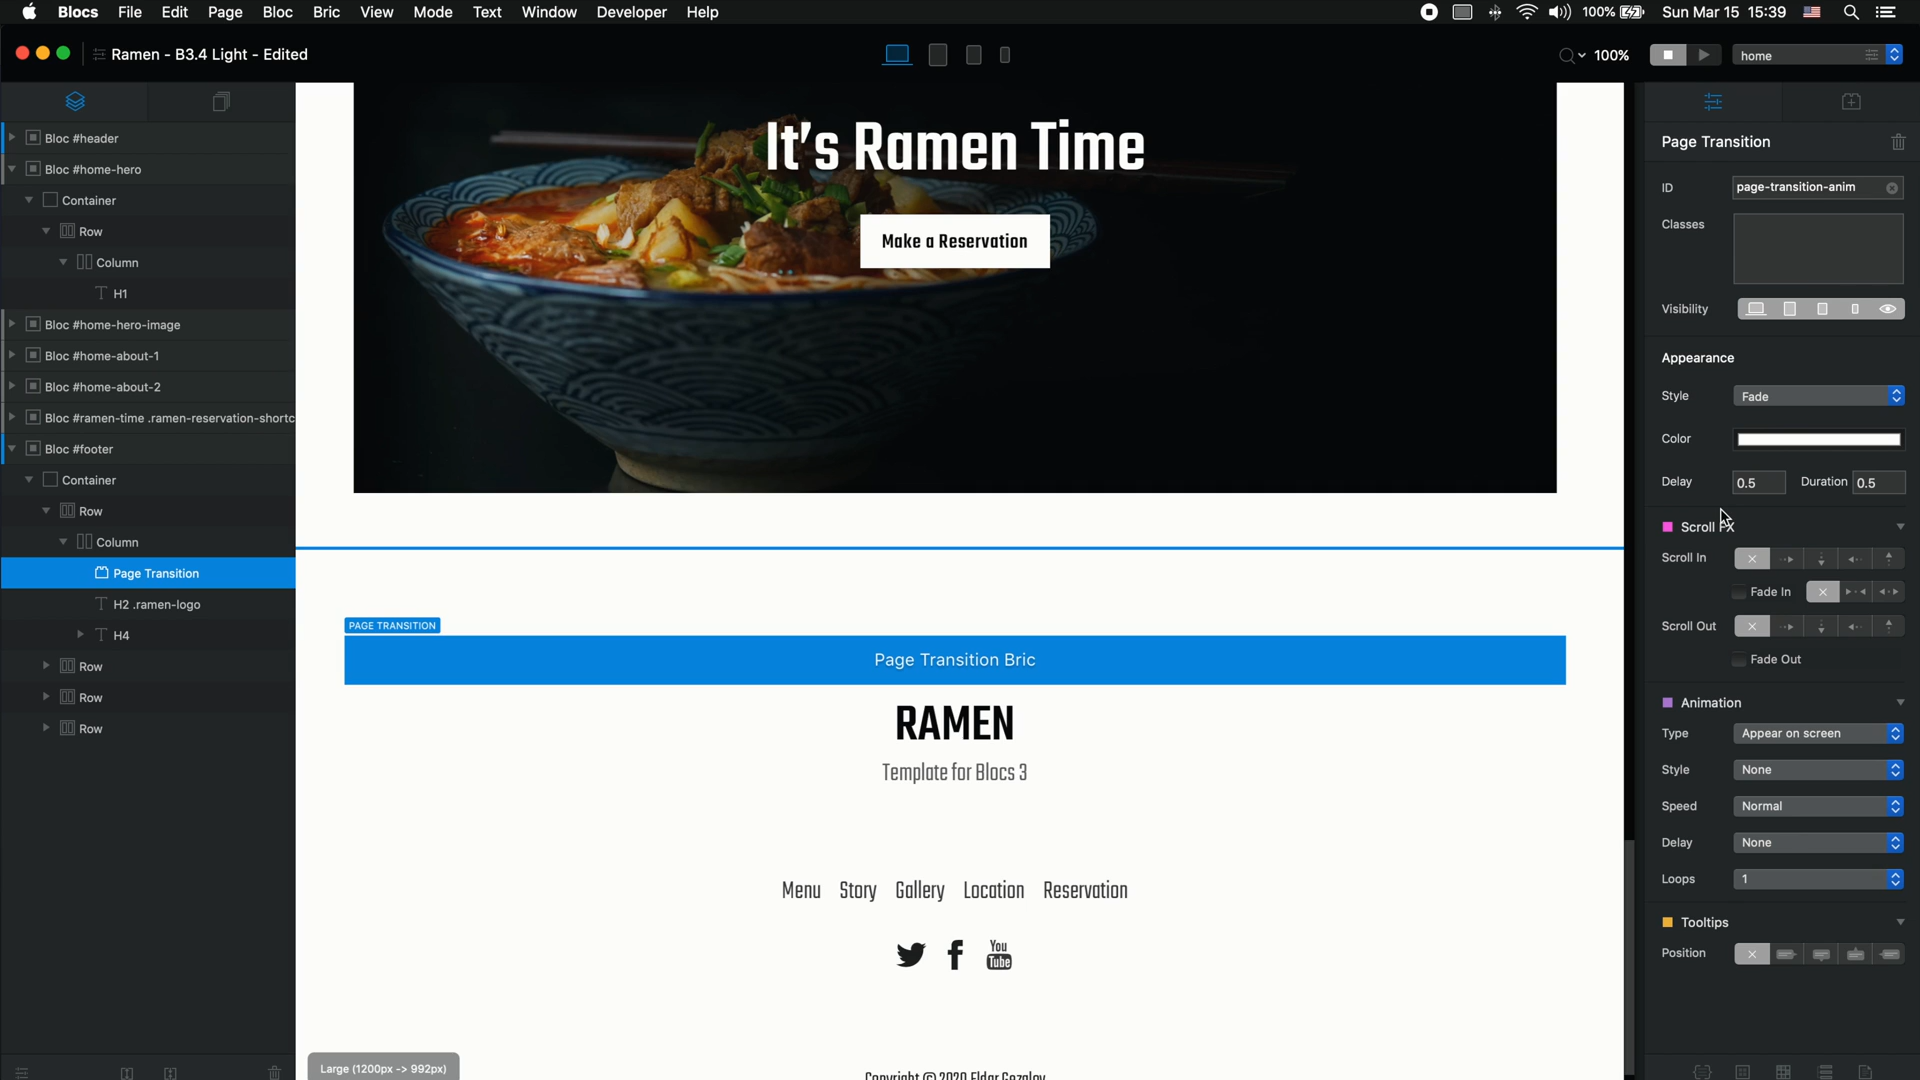 Blocs File Edit Page Bloc Bric View Mode Text Window Developer Help 100% Sun Mar 15 15:39
Ramen - B3.4 Light - Edited 100% home
Bloc #header
Bloc #home-hero
Container
Row
Column
H1
Bloc #home-hero-image
Bloc #home-about-1
Bloc #home-about-2
Bloc #ramen-time .ramen-reservation-shortc
Bloc #footer
Container
Row
Column
Page Transition
H2 .ramen-logo
H4
Row
Row
Row
It's Ramen Time
Make a Reservation
PAGE TRANSITION
Page Transition Bric
RAMEN
Template for Blocs 3
Menu Story Gallery Location Reservation
You
Tube
Copyright © 2020 Eldar Gezalov
Large (1200px -> 992px)
Page Transition
ID page-transition-anim
Classes
Visibility
Appearance
Style Fade
Color
Delay 0.5 Duration 0.5
Scroll FX
Scroll In
Fade In
Scroll Out
Fade Out
Animation
Type Appear on screen
Style None
Speed Normal
Delay None
Loops 1
Tooltips
Position